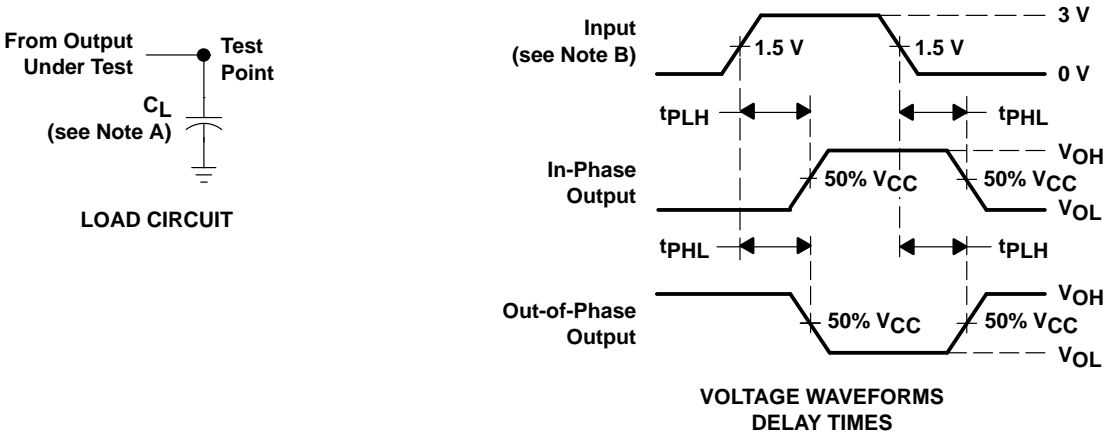 From Output
Under Test
Test
Point
CL
(see Note A)
LOAD CIRCUIT
Input
(see Note B)
1.5 V
1.5 V
3 V
0 V
tPLH
tPHL
In-Phase
Output
50% VCC
50% VCC
VOH
VOL
tPHL
tPLH
Out-of-Phase
Output
50% VCC
50% VCC
VOH
VOL
VOLTAGE WAVEFORMS
DELAY TIMES